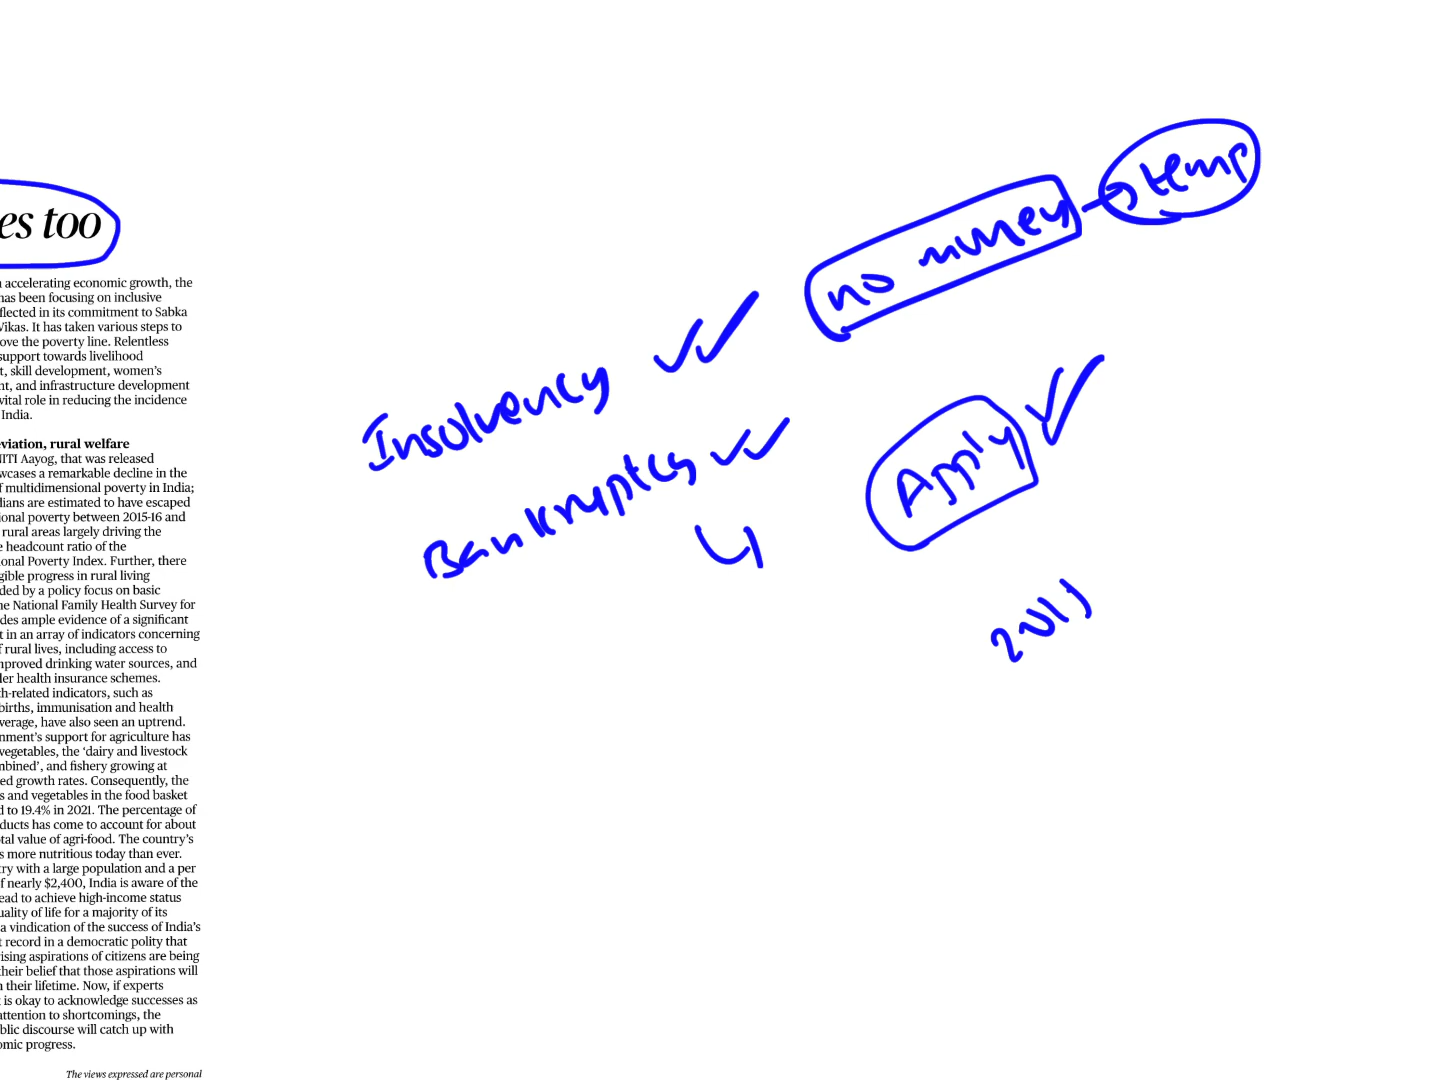 es too
accelerating economic growth, the
has been focusing on inclusive
flected in its commitment to Sabka
Vikas. It has taken various steps to
ove the poverty line. Relentless
support towards livelihood
t, skill development, women's
nt, and infrastructure development
vital role in reducing the incidence
India.
eviation, rural welfare
NITI Aayog, that was released
wcases a remarkable decline in the
f multidimensional poverty in India;
dians are estimated to have escaped
ional poverty between 2015-16 and
rural areas largely driving the
e headcount ratio of the
onal Poverty Index. Further, there
gible progress in rural living
ded by a policy focus on basic
he National Family Health Survey for
des ample evidence of a significant
t in an array of indicators concerning
f rural lives, including access to
mproved drinking water sources, and
ler health insurance schemes.
th-related indicators, such as
births, immunisation and health
verage, have also seen an uptrend.
nment's support for agriculture has
vegetables, the 'dairy and livestock
mbined', and fishery growing at
ed growth rates. Consequently, the
s and vegetables in the food basket
d to 19.4% in 2021. The percentage of
ducts has come to account for about
otal value of agri-food. The country's
s more nutritious today than ever.
try with a large population and a per
f nearly $2,400, India is aware of the
ead to achieve high-income status
uality of life for a majority of its
a vindication of the success of India's
t record in a democratic polity that
ising aspirations of citizens are being
their belief that those aspirations will
n their lifetime. Now, if experts
t is okay to acknowledge successes as
attention to shortcomings, the
blic discourse will catch up with
omic progress.
The views expressed are personal
no money
Insolvency
Bankryptcy
Apply